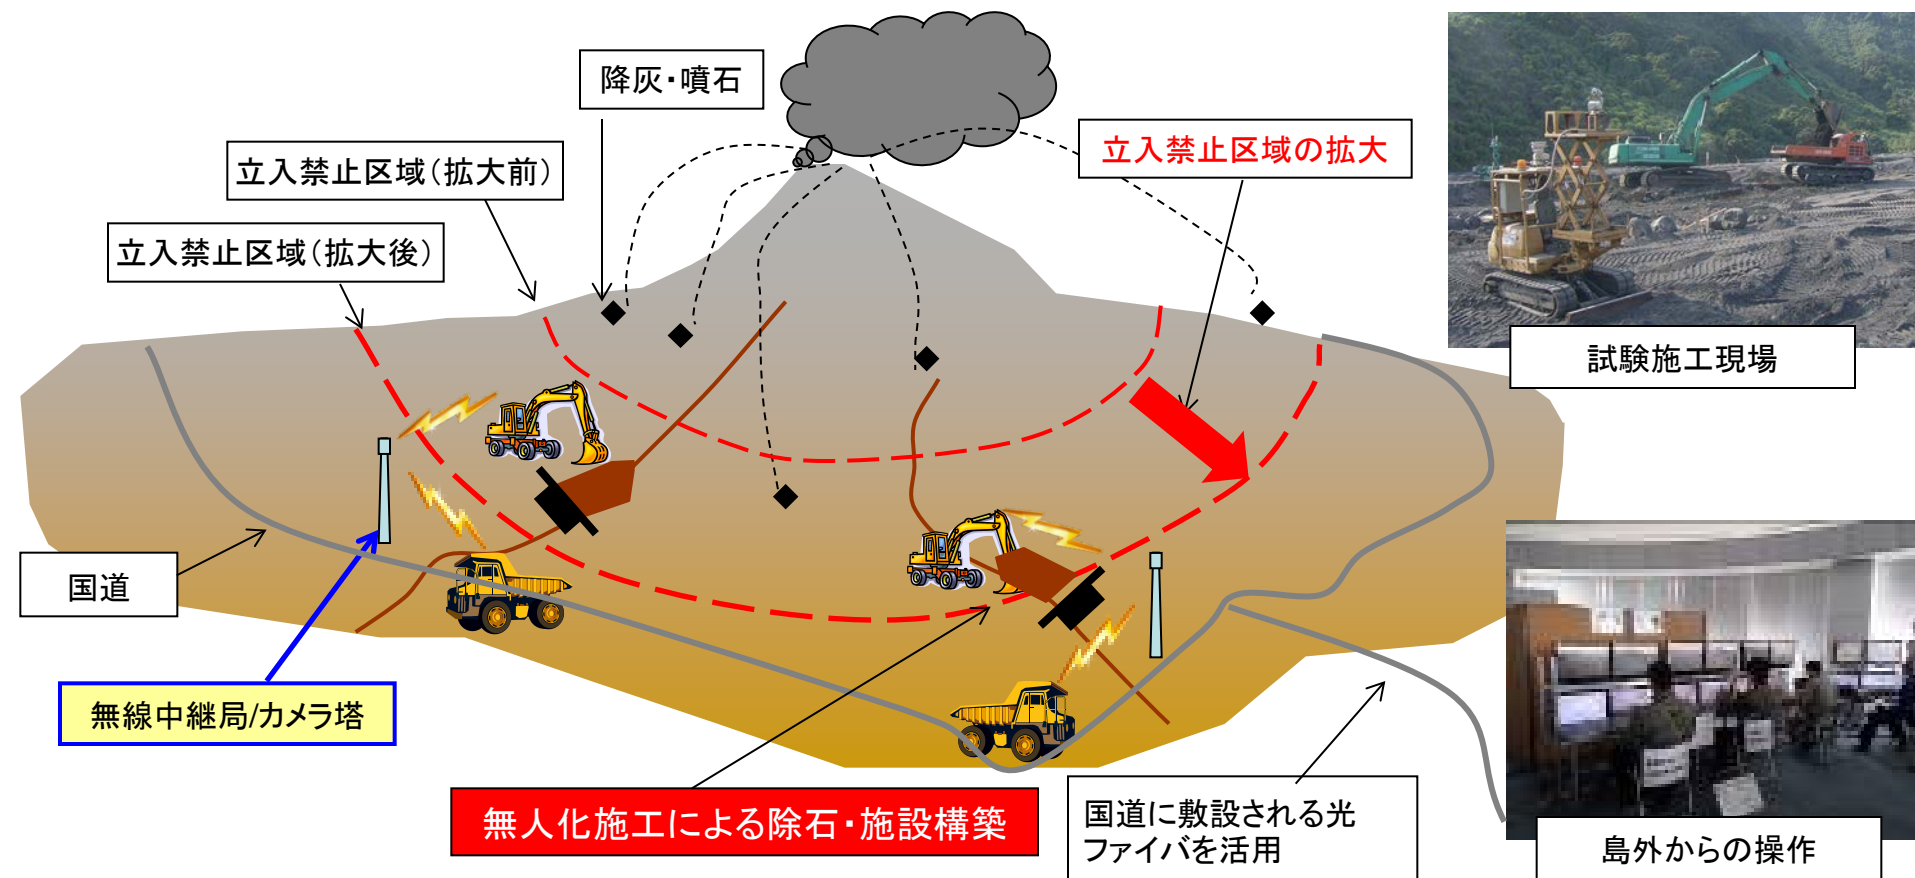 降灰・噴石
立入禁止区域（拡大前）
立入禁止区域（拡大後）
立入禁止区域の拡大
試験施工現場
国道
無線中継局/カメラ塔
無人化施工による除石・施設構築
国道に敷設される光
ファイバを活用
島外からの操作